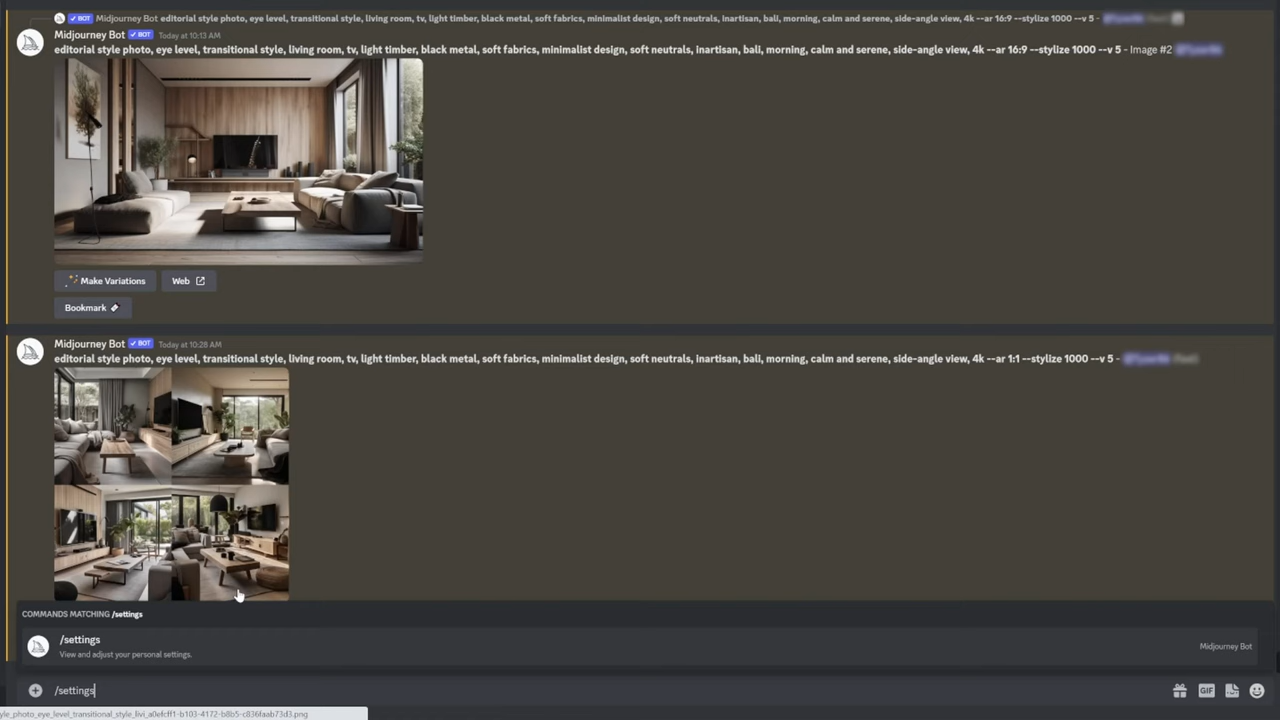 BOT Midjourney Bot editorial style photo, eye level, transitional style, living room, tv, light timber, black metal, soft fabrics, minimalist design, soft neutrals, inartisan, bali, morning, calm and serene, side-angle view, 4k --ar 16:9 --stylize 1000 --v 5 -
Midjourney Bot BOT Today at 10:13 AM
editorial style photo, eye level, transitional style, living room, tv, light timber, black metal, soft fabrics, minimalist design, soft neutrals, inartisan, bali, morning, calm and serene, side-angle view, 4k --ar 16:9 --stylize 1000 --v 5 - Image #2
Make Variations Web
Bookmark
Midjourney Bot BOT Today at 10:28 AM
editorial style photo, eye level, transitional style, living room, tv, light timber, black metal, soft fabrics, minimalist design, soft neutrals, inartisan, bali, morning, calm and serene, side-angle view, 4k --ar 1:1 --stylize 1000 --v 5 -
COMMANDS MATCHING /settings
/settings
View and adjust your personal settings.
Midjourney Bot
/settings
GIF
yle_photo_eye_level_transitional_style_livi_a0efcff1-b103-4172-b8b5-c836faab73d3.png